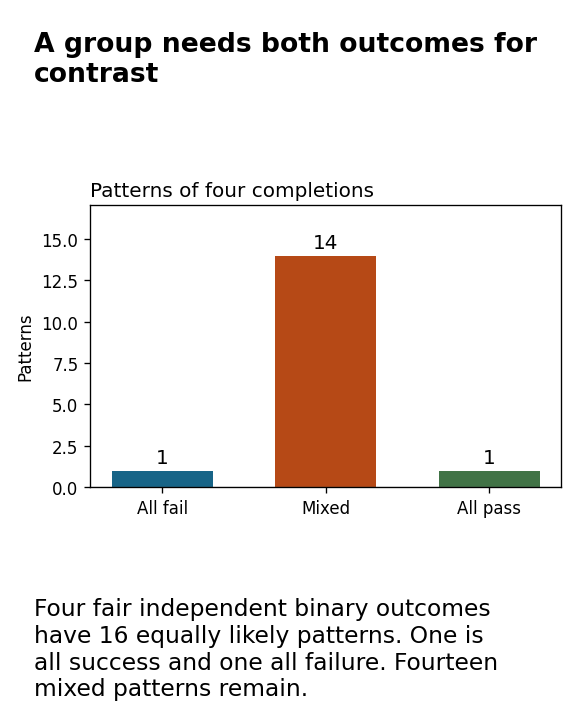 A group needs both outcomes for
contrast
Patterns of four completions
Patterns
15.0
12.5
10.0
7.5
5.0
2.5
0.0
1
14
1
All fail
Mixed
All pass
Four fair independent binary outcomes
have 16 equally likely patterns. One is
all success and one all failure. Fourteen
mixed patterns remain.